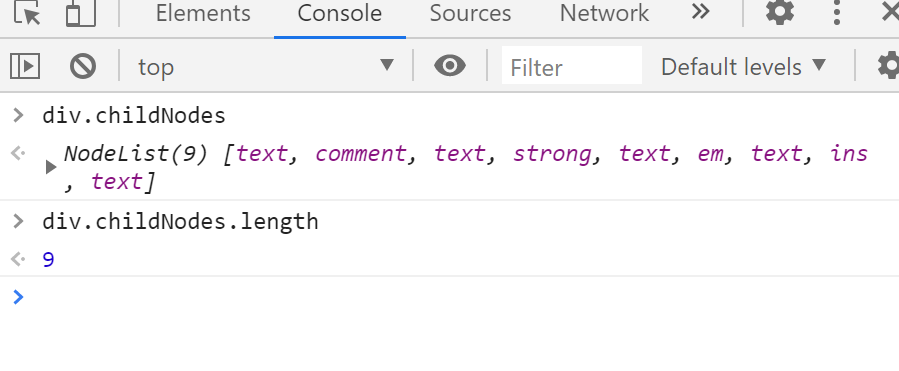 Elements Console Sources Network »
top Filter Default levels
> div.childNodes
NodeList(9) [text, comment, text, strong, text, em, text, ins
, text]
> div.childNodes.length
9
>